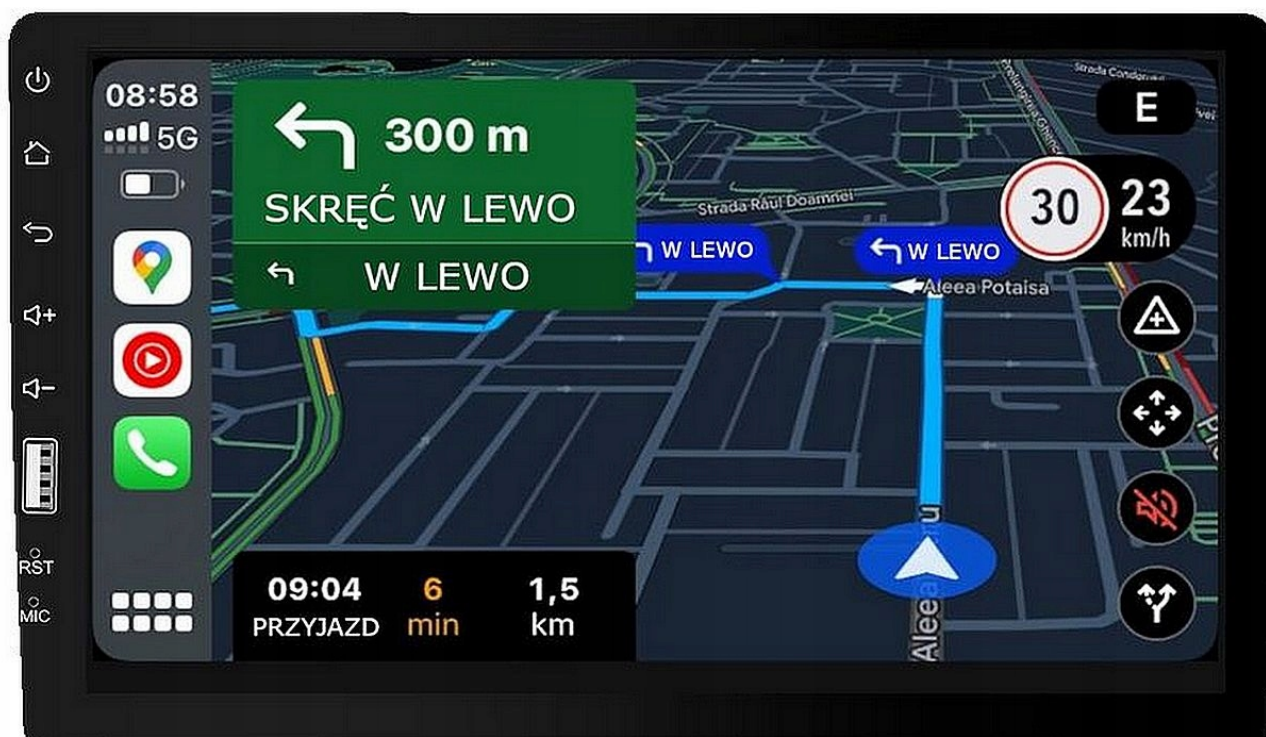 08:58
5G
300 m
SKRĘĆ W LEWO
W LEWO
W LEWO
W LEWO
Strada Râul Doamnei
Aleea Potaisa
E
30
23
km/h
Aleea
09:04
6
1,5
PRZYJAZD
min
km
RST
MIC